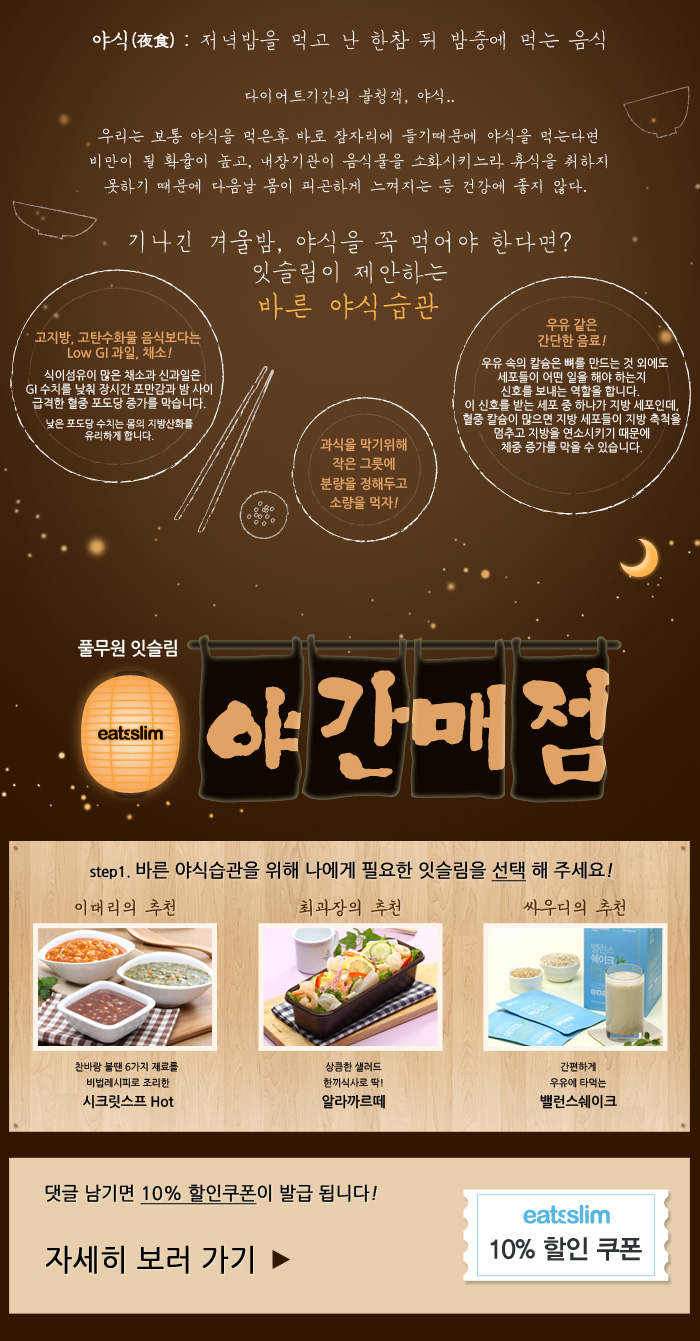 야식(夜食) : 저녁밥을 먹고 난 한참 뒤 밤중에 먹는 음식
다이어트기간의 불청객, 야식..
우리는 보통 야식을 먹은후 바로 잠자리에 들기때문에 야식을 먹는다면
비만이 될 확율이 높고, 내장기관이 음식물을 소화시키느라 휴식을 취하지
못하기 때문에 다음날 몸이 피곤하게 느껴지는 등 건강에 좋지 않다.
기나긴 겨울밤, 야식을 꼭 먹어야 한다면?
잇슬림이 제안하는
바른 야식습관
고지방, 고탄수화물 음식보다는
Low GI 과일, 채소!
식이섬유이 많은 채소과 신과일은
GI 수치를 낮춰 장시간 포만감과 밤 사이
급격한 혈중 포도당 증가를 막습니다.
낮은 포도당 수치는 몸의 지방산화를
유리하게 합니다.
과식을 막기위해
작은 그릇에
분량을 정해두고
소량을 먹자!
우유 같은
간단한 음료!
우유 속의 칼슘은 뼈를 만드는 것 외에도
세포들이 어떤 일을 해야 하는지
신호를 보내는 역할을 합니다.
이 신호를 받는 세포 중 하나가 지방 세포인데,
혈중 칼슘이 많으면 지방 세포들이 지방 축척을
멈추고 지방을 연소시키기 때문에
체중 증가를 막을 수 있습니다.
풀무원 잇슬림
eatsslim
야간매점
step1. 바른 야식습관을 위해 나에게 필요한 잇슬림을 선택 해 주세요!
이대리의 추천
최과장의 추천
싸우디의 추천
밸런스
쉐이크
찬바람 불땐 6가지 재료를
비법레시피로 조리한
시크릿스프 Hot
상큼한 샐러드
한끼식사로 딱!
알라까르떼
간편하게
우유에 타먹는
밸런스쉐이크
댓글 남기면 10% 할인쿠폰이 발급 됩니다!
자세히 보러 가기 ▶
eatsslim
10% 할인 쿠폰